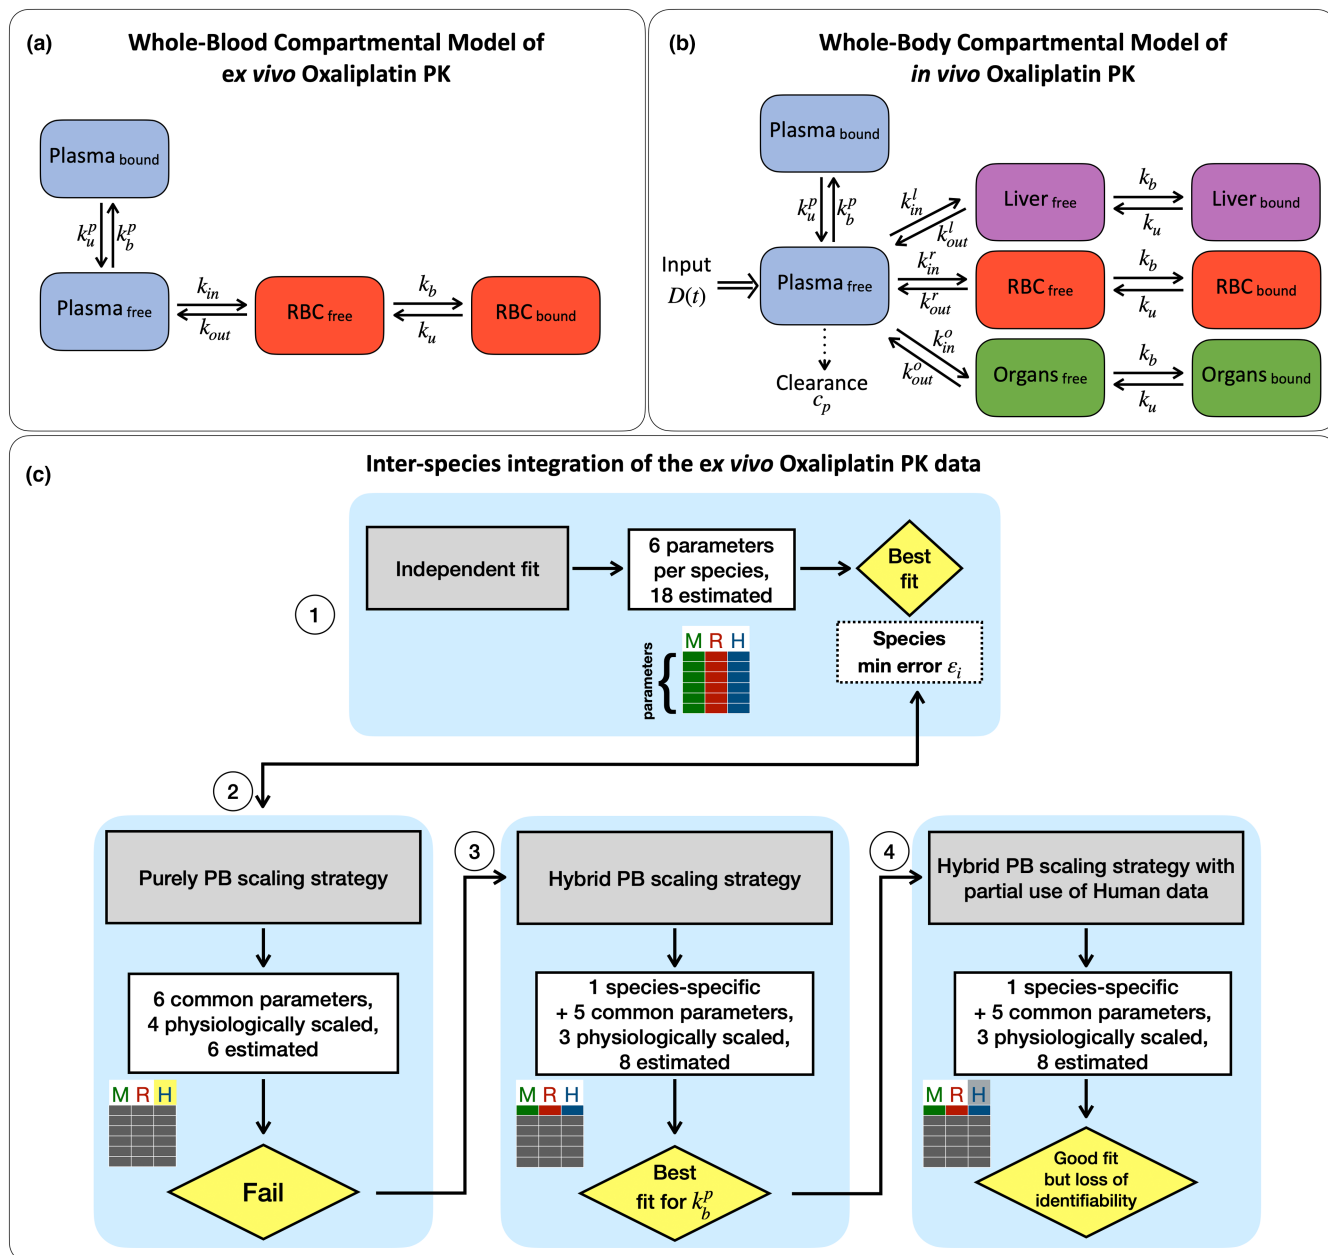 (a)
Whole-Blood Compartmental Model of
ex vivo Oxaliplatin PK
Plasma bound
k_u^p
k_b^p
Plasma free
k_in
k_out
RBC free
k_b
k_u
RBC bound
(b)
Whole-Body Compartmental Model of
in vivo Oxaliplatin PK
Plasma bound
k_u^p
k_b^p
k_in^l
k_out^l
Liver free
k_b
k_u
Liver bound
Input
D(t)
Plasma free
k_in^r
k_out^r
RBC free
k_b
k_u
RBC bound
k_in^o
k_out^o
Organs free
k_b
k_u
Organs bound
Clearance
c_p
(c)
Inter-species integration of the ex vivo Oxaliplatin PK data
1
Independent fit
6 parameters
per species,
18 estimated
Best
fit
parameters
M R H
Species
min error ε_i
2
Purely PB scaling strategy
6 common parameters,
4 physiologically scaled,
6 estimated
M R H
Fail
3
Hybrid PB scaling strategy
1 species-specific
+ 5 common parameters,
3 physiologically scaled,
8 estimated
M R H
Best
fit for k_b^p
4
Hybrid PB scaling strategy with
partial use of Human data
1 species-specific
+ 5 common parameters,
3 physiologically scaled,
8 estimated
M R H
Good fit
but loss of
identifiability